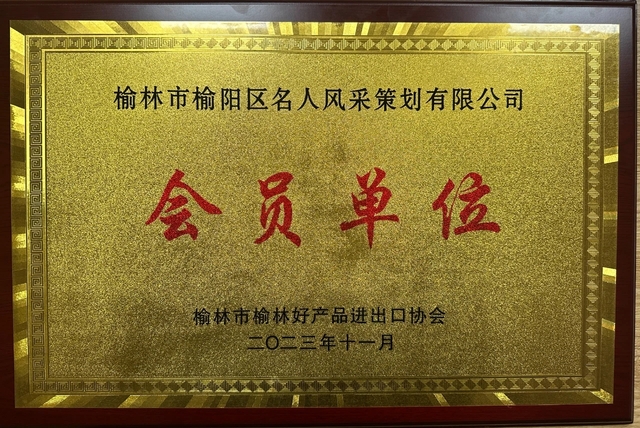 榆林市榆阳区名人风采策划有限公司
会员单位
榆林市榆林好产品进出口协会
二〇二三年十一月